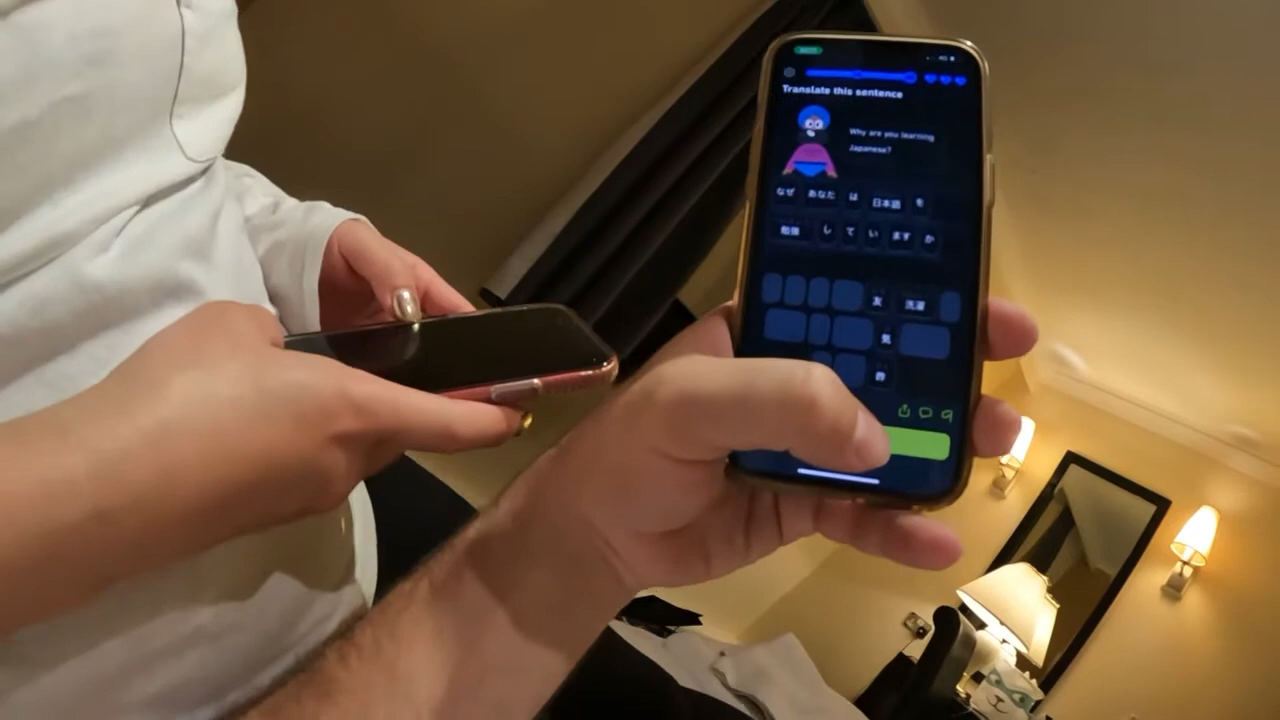 Translate this sentence
Why are you learning
Japanese?
なぜ あなた は 日本語 を
勉強 し て い ます か
友 洗濯
気
昨